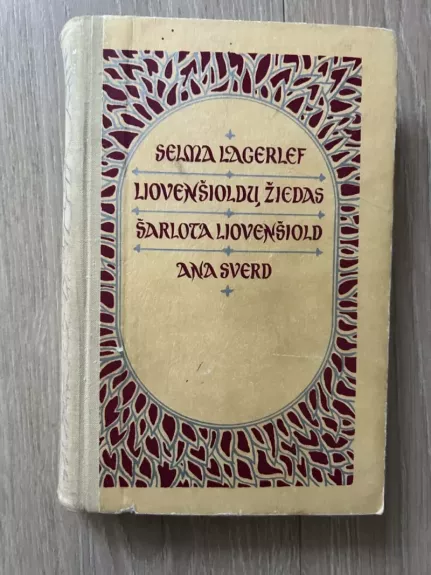 SELMA LAGERLEF
LIOVENŠIOLDŲ ŽIEDAS
ŠARLOTA LIOVENŠIOLD
ANA SVERD